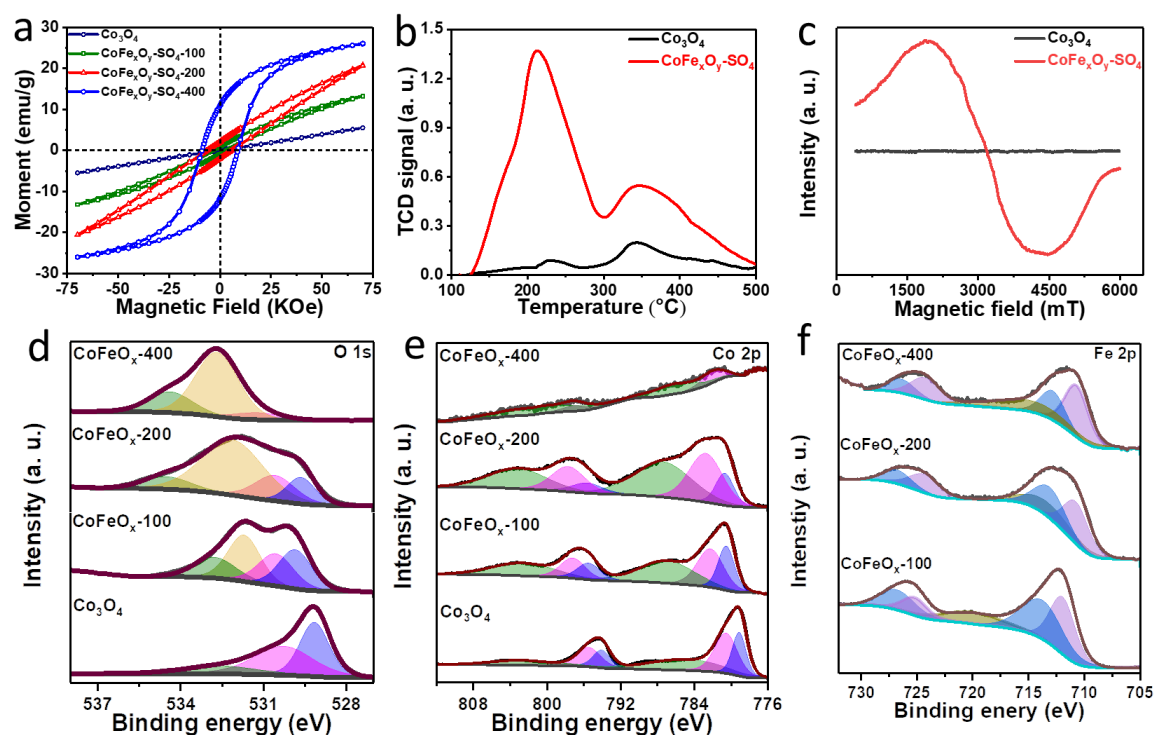 a
Co₃O₄
CoFeₓOᵧ-SO₄-100
CoFeₓOᵧ-SO₄-200
CoFeₓOᵧ-SO₄-400
Moment (emu/g)
30
20
10
0
-10
-20
-30
-75 -50 -25 0 25 50 75
Magnetic Field (KOe)
b
Co₃O₄
CoFeₓOᵧ-SO₄
TCD signal
1.5
1.2
0.9
0.6
0.3
0.0
100 200 300 400 500
Temperature (°C)
c
Co₃O₄
CoFeₓOᵧ-SO₄
Intensity (a. u.)
0 1500 3000 4500 6000
Magnetic field (mT)
d
O 1s
CoFeOₓ-400
CoFeOₓ-200
CoFeOₓ-100
Co₃O₄
Intensity (a. u.)
537 534 531 528
Binding energy (eV)
e
Co 2p
CoFeOₓ-400
CoFeOₓ-200
CoFeOₓ-100
Co₃O₄
Intensity (a. u.)
808 800 792 784 776
Binding energy (eV)
f
Fe 2p
CoFeOₓ-400
CoFeOₓ-200
CoFeOₓ-100
Intenstiy (a. u.)
730 725 720 715 710 705
Binding enery (eV)